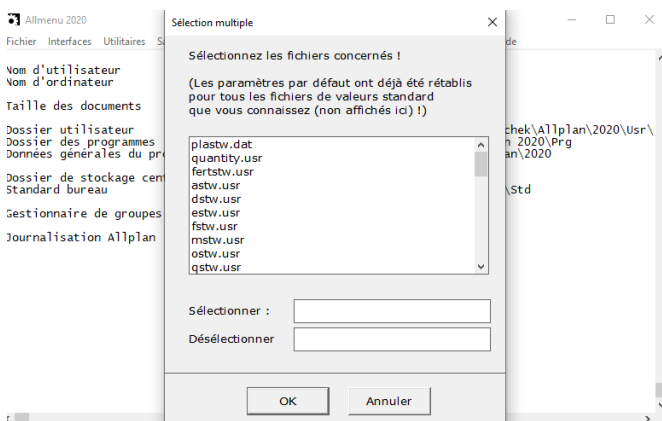 Allmenu 2020
Fichier Interfaces Utilitaires
Nom d'utilisateur
Nom d'ordinateur
Taille des documents
Dossier utilisateur
Dossier des programmes
Données générales du
Dossier de stockage
Standard bureau
Gestionnaire de groupes
Journalisation Allplan
Sélection multiple
Sélectionnez les fichiers concernés !
(Les paramètres par défaut ont déjà été rétablis
pour tous les fichiers de valeurs standard
que vous connaissez (non affichés ici) !)
plastw.dat
quantity.usr
fertstw.usr
astw.usr
dstw.usr
estw.usr
fstw.usr
mstw.usr
ostw.usr
qstw.usr
Sélectionner :
Désélectionner
OK Annuler
de
chek\Allplan\2020\Usr\
2020\Prg
an\2020
\Std